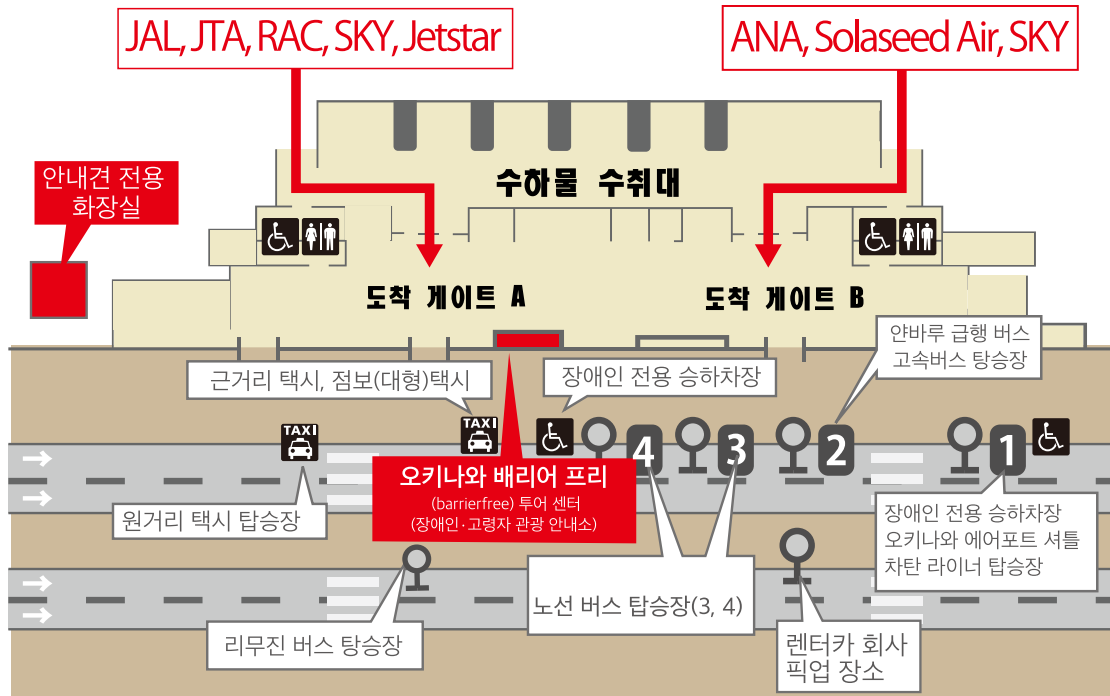 JAL, JTA, RAC, SKY, Jetstar
ANA, Solaseed Air, SKY
안내견 전용
화장실
수하물 수취대
도착 게이트 A
도착 게이트 B
얀바루 급행 버스
고속버스 탕승장
근거리 택시, 점보(대형)택시
장애인 전용 승하차장
TAXI
TAXI
4
3
2
1
오키나와 배리어 프리
(barrierfree) 투어 센터
(장애인·고령자 관광 안내소)
원거리 택시 탑승장
장애인 전용 승하차장
오키나와 에어포트 셔틀
차탄 라이너 탑승장
노선 버스 탑승장(3, 4)
리무진 버스 탕승장
렌터카 회사
픽업 장소